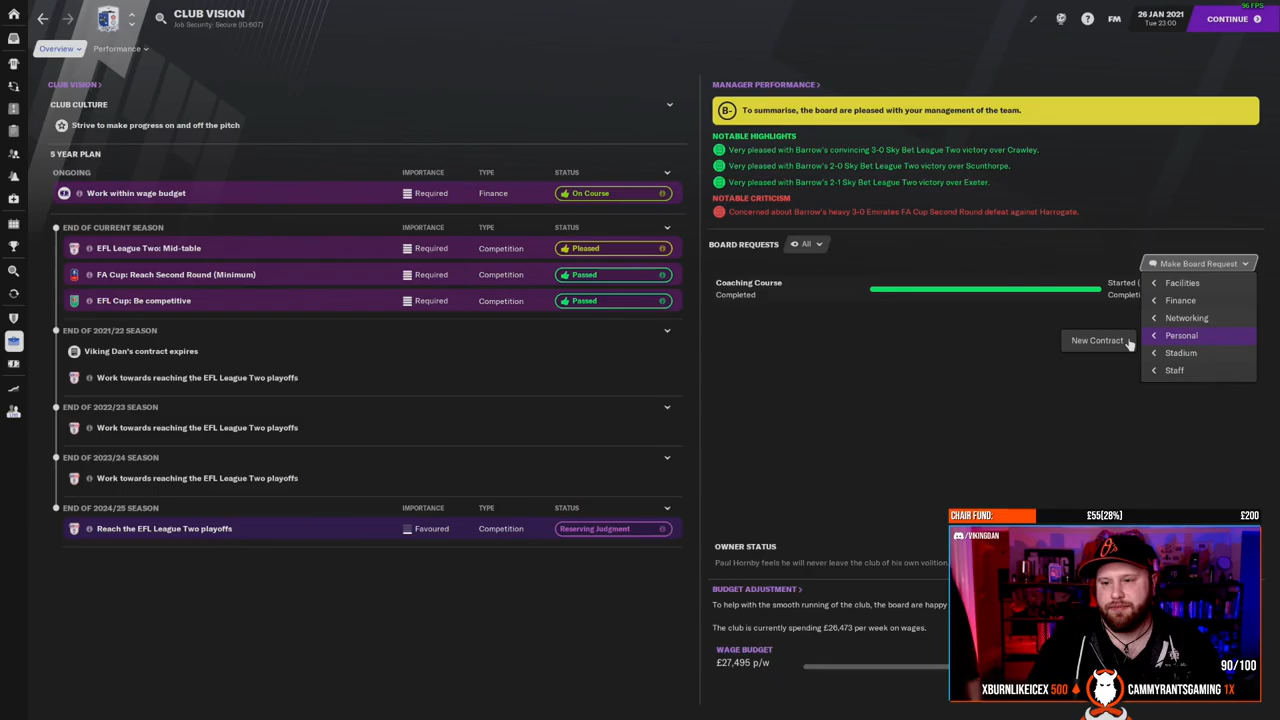 96 FPS
CLUB VISION
Job Security: Secure (ID:607)
FM
26 JAN 2021
Tue 23:00
CONTINUE
Overview
Performance
CLUB VISION
CLUB CULTURE
Strive to make progress on and off the pitch
5 YEAR PLAN
ONGOING IMPORTANCE TYPE STATUS
Work within wage budget Required Finance On Course
END OF CURRENT SEASON IMPORTANCE TYPE STATUS
EFL League Two: Mid-table Required Competition Pleased
FA Cup: Reach Second Round (Minimum) Required Competition Passed
EFL Cup: Be competitive Required Competition Passed
END OF 2021/22 SEASON
Viking Dan's contract expires
Work towards reaching the EFL League Two playoffs
END OF 2022/23 SEASON
Work towards reaching the EFL League Two playoffs
END OF 2023/24 SEASON
Work towards reaching the EFL League Two playoffs
END OF 2024/25 SEASON IMPORTANCE TYPE STATUS
Reach the EFL League Two playoffs Favoured Competition Reserving Judgment
MANAGER PERFORMANCE
B- To summarise, the board are pleased with your management of the team.
NOTABLE HIGHLIGHTS
Very pleased with Barrow's convincing 3-0 Sky Bet League Two victory over Crawley.
Very pleased with Barrow's 2-0 Sky Bet League Two victory over Scunthorpe.
Very pleased with Barrow's 2-1 Sky Bet League Two victory over Exeter.
NOTABLE CRITICISM
Concerned about Barrow's heavy 3-0 Emirates FA Cup Second Round defeat against Harrogate.
BOARD REQUESTS All
Make Board Request
Coaching Course
Completed
Started (
Completi
Facilities
Finance
Networking
Personal
Stadium
Staff
New Contract
OWNER STATUS
Paul Hornby feels he will never leave the club of his own volition
BUDGET ADJUSTMENT
To help with the smooth running of the club, the board are happy
The club is currently spending £26,473 per week on wages.
WAGE BUDGET
£27,495 p/w
CHAIR FUND: £55(28%) £200
/VIKINGDAN
90/100
XBURNLIKEICEX 500 CAMMYRANTSGAMING 1X